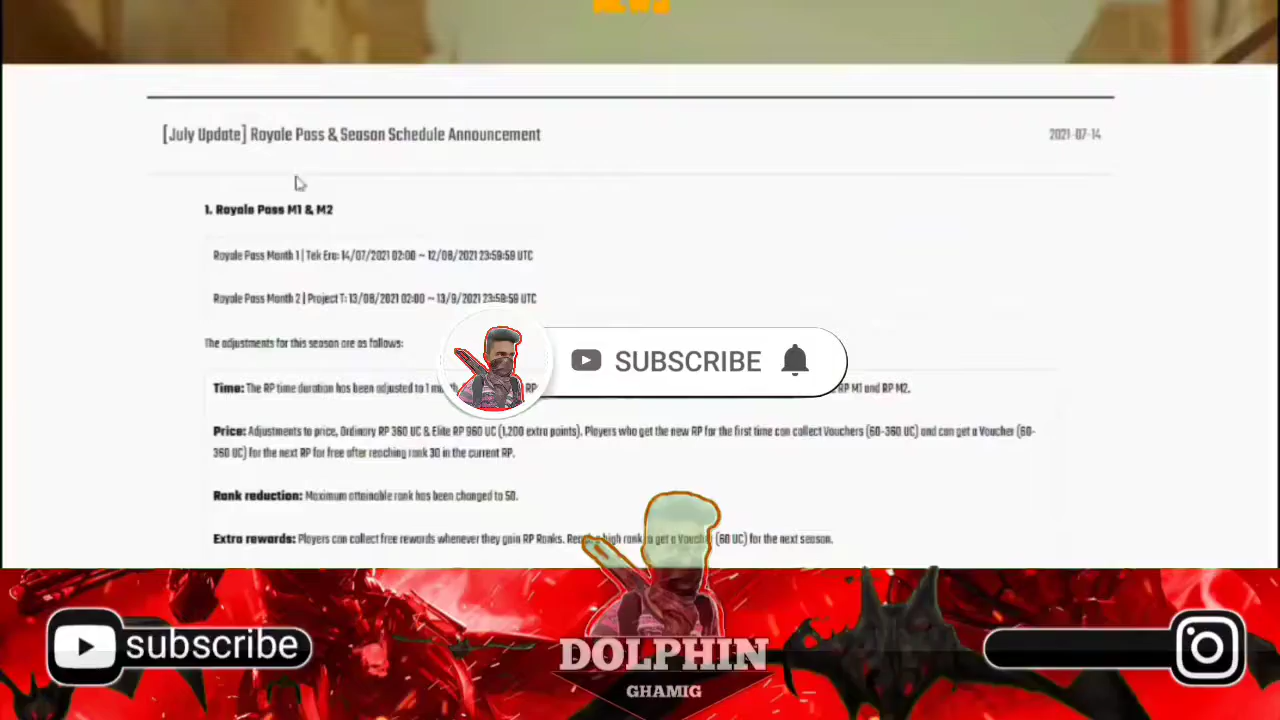 [July Update] Royale Pass & Season Schedule Announcement
2021-07-14
1. Royale Pass M1 & M2
Royale Pass Month 1 | Tek Era: 14/07/2021 02:00 ~ 12/08/2021 23:59:59 UTC
Royale Pass Month 2 | Project T: 13/08/2021 02:00 ~ 13/9/2021 23:59:59 UTC
The adjustments for this season are as follows:
Time: The RP time duration has been adjusted to 1 RP RP M1 and RP M2.
SUBSCRIBE
Price: Adjustments to price, Ordinary RP 360 UC & Elite RP 960 UC (1,200 extra points). Players who get the new RP for the first time can collect Vouchers (60-360 UC) and can get a Voucher (60-
360 UC) for the next RP for free after reaching rank 30 in the current RP.
Rank reduction: Maximum attainable rank has been changed to 50.
Extra rewards: Players can collect free rewards whenever they gain RP Ranks. Reach a high rank to get a Voucher (60 UC) for the next season.
subscribe
DOLPHIN
GHAMIG